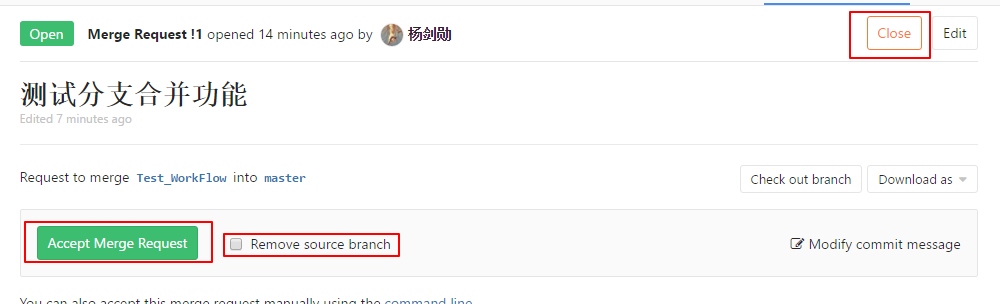 Open Merge Request !1 opened 14 minutes ago by 杨剑勋 Close Edit
测试分支合并功能
Edited 7 minutes ago
Request to merge Test_WorkFlow into master Check out branch Download as
Accept Merge Request Remove source branch Modify commit message
You can also accept this merge request manually using the command line